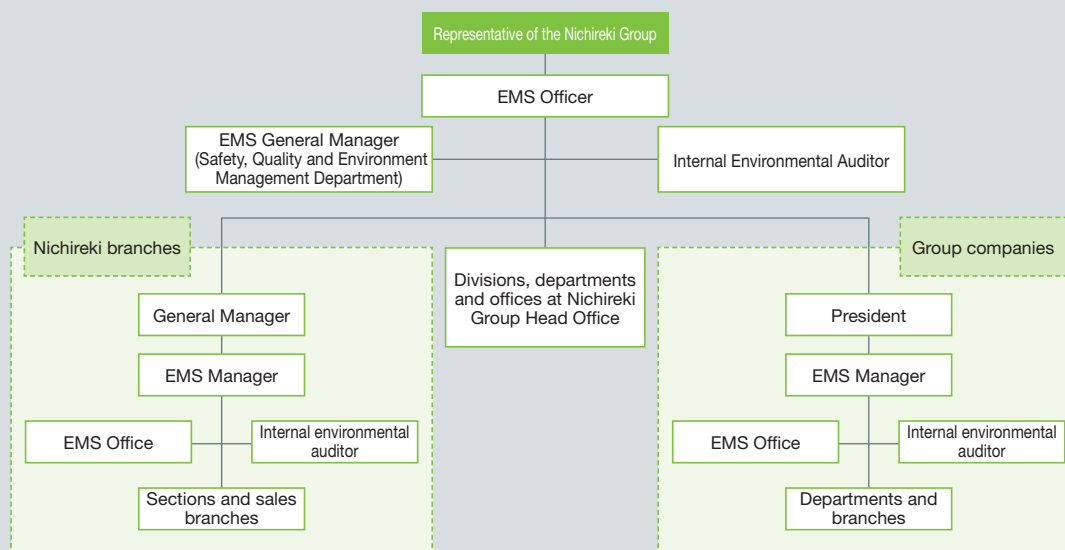 Representative of the Nichireki Group
EMS Officer
EMS General Manager
(Safety, Quality and Environment
Management Department)
Internal Environmental Auditor
Nichireki branches
Group companies
Divisions, departments
and offices at Nichireki
Group Head Office
General Manager
President
EMS Manager
EMS Manager
EMS Office
Internal environmental
auditor
EMS Office
Internal environmental
auditor
Sections and sales
branches
Departments and
branches